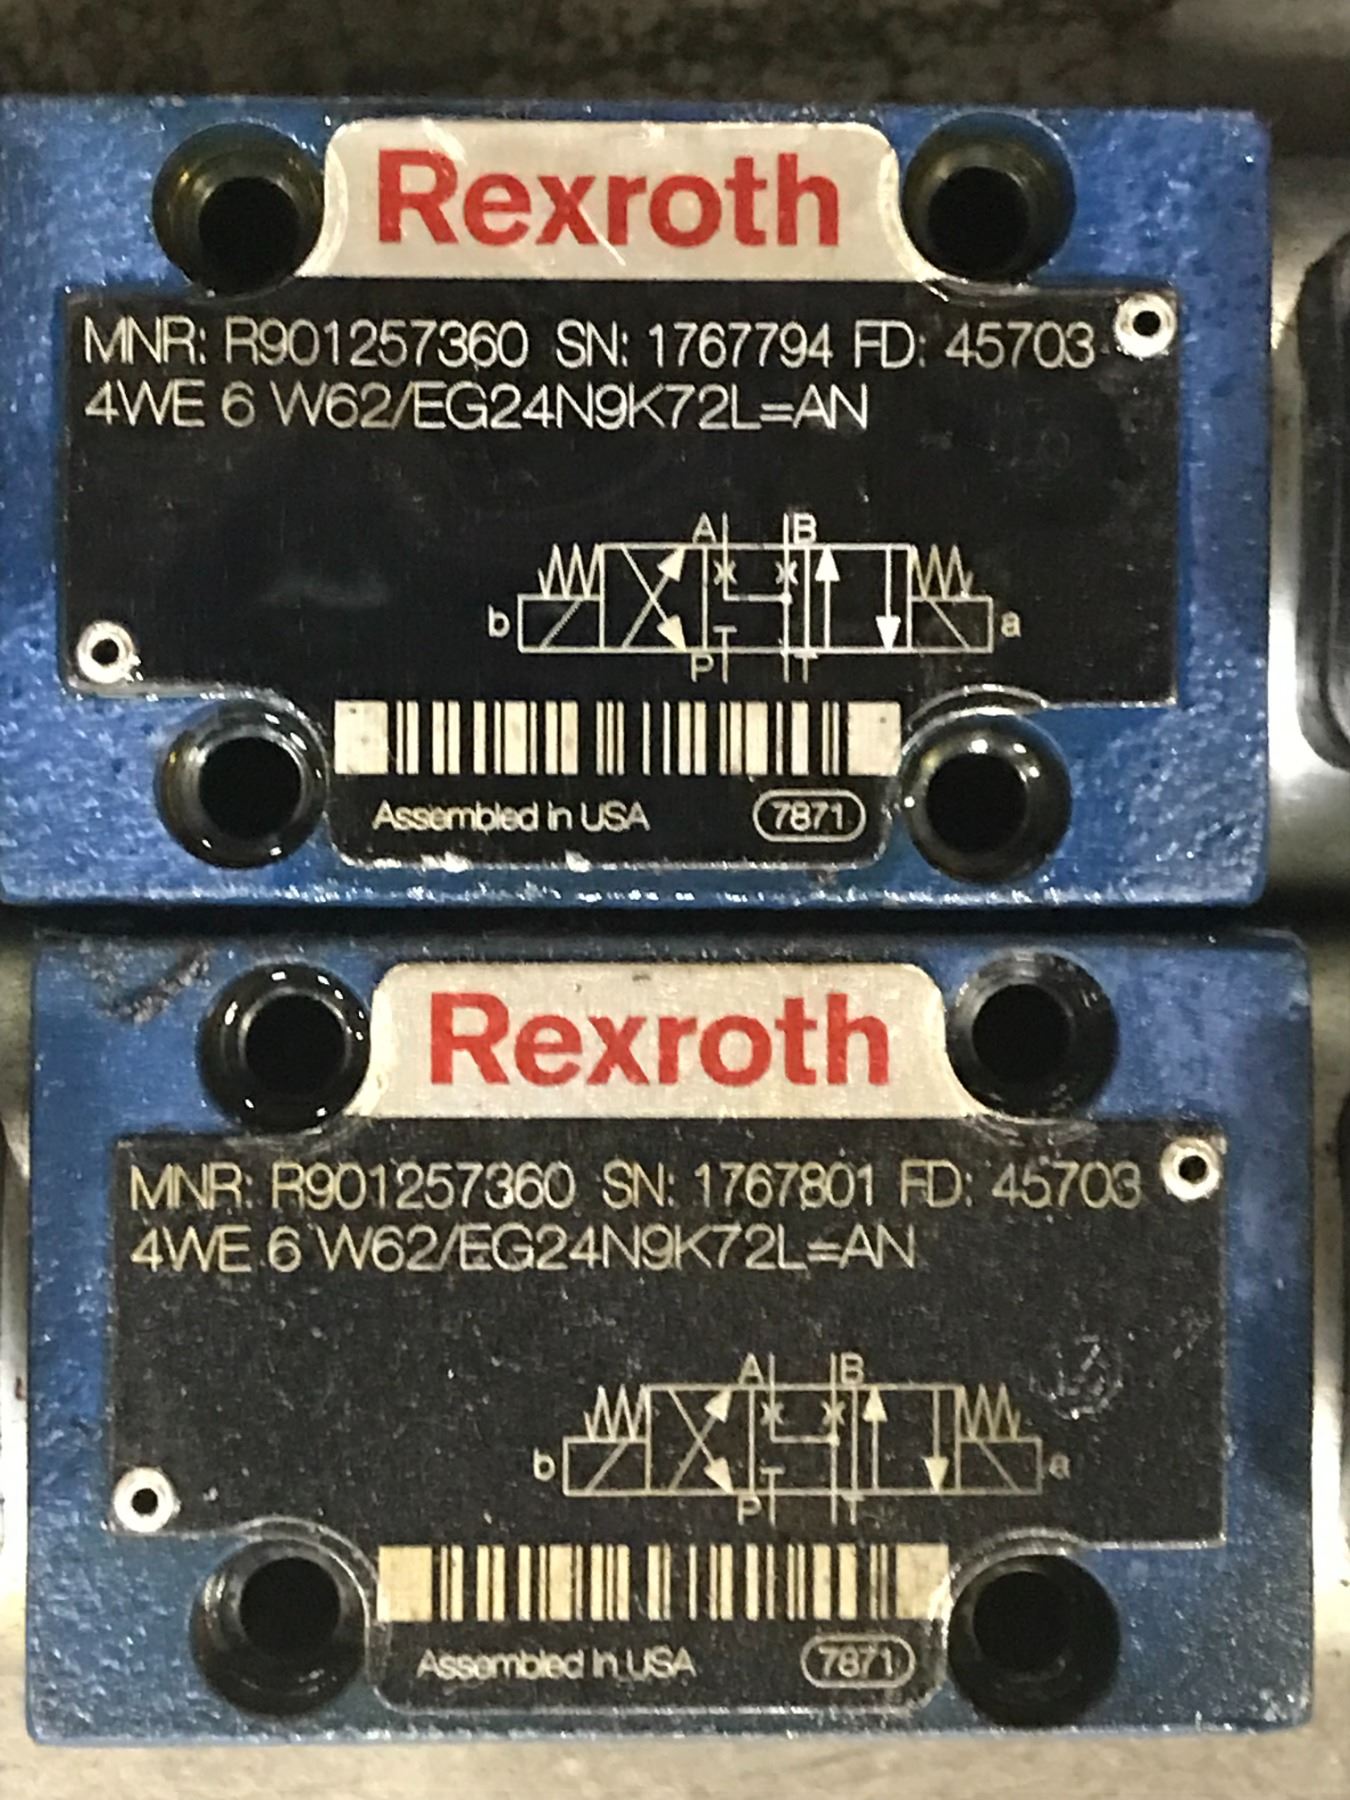 Rexroth
MNR: R901257360 SN: 1767794 FD: 45703
4WE 6 W62/EG24N9K72L=AN
A B
b a
P T
Assembled in USA 7871
Rexroth
MNR: R901257360 SN: 1767801 FD: 45703
4WE 6 W62/EG24N9K72L=AN
A B
b a
P T
Assembled in USA 7871